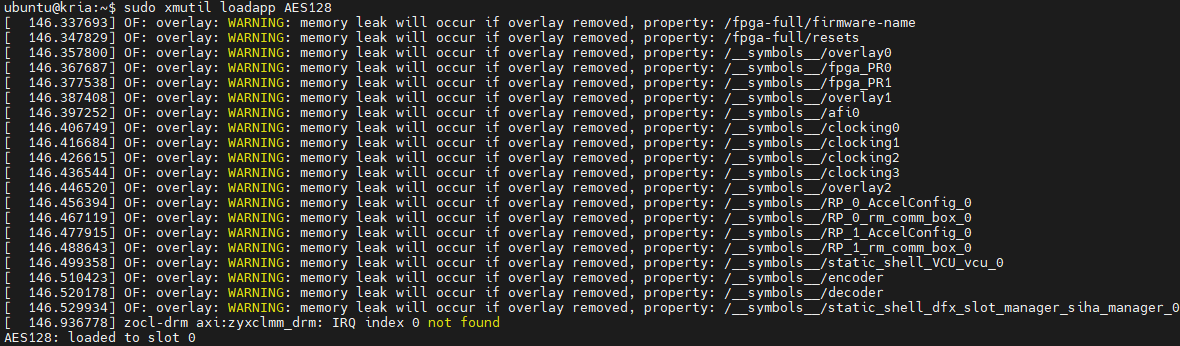 ubuntu@kria:~$ sudo xmutil loadapp AES128
[  146.337693] OF: overlay: WARNING: memory leak will occur if overlay removed, property: /fpga-full/firmware-name
[  146.347829] OF: overlay: WARNING: memory leak will occur if overlay removed, property: /fpga-full/resets
[  146.357800] OF: overlay: WARNING: memory leak will occur if overlay removed, property: /__symbols__/overlay0
[  146.367687] OF: overlay: WARNING: memory leak will occur if overlay removed, property: /__symbols__/fpga_PR0
[  146.377538] OF: overlay: WARNING: memory leak will occur if overlay removed, property: /__symbols__/fpga_PR1
[  146.387408] OF: overlay: WARNING: memory leak will occur if overlay removed, property: /__symbols__/overlay1
[  146.397252] OF: overlay: WARNING: memory leak will occur if overlay removed, property: /__symbols__/afi0
[  146.406749] OF: overlay: WARNING: memory leak will occur if overlay removed, property: /__symbols__/clocking0
[  146.416684] OF: overlay: WARNING: memory leak will occur if overlay removed, property: /__symbols__/clocking1
[  146.426615] OF: overlay: WARNING: memory leak will occur if overlay removed, property: /__symbols__/clocking2
[  146.436544] OF: overlay: WARNING: memory leak will occur if overlay removed, property: /__symbols__/clocking3
[  146.446520] OF: overlay: WARNING: memory leak will occur if overlay removed, property: /__symbols__/overlay2
[  146.456394] OF: overlay: WARNING: memory leak will occur if overlay removed, property: /__symbols__/RP_0_AccelConfig_0
[  146.467119] OF: overlay: WARNING: memory leak will occur if overlay removed, property: /__symbols__/RP_0_rm_comm_box_0
[  146.477915] OF: overlay: WARNING: memory leak will occur if overlay removed, property: /__symbols__/RP_1_AccelConfig_0
[  146.488643] OF: overlay: WARNING: memory leak will occur if overlay removed, property: /__symbols__/RP_1_rm_comm_box_0
[  146.499358] OF: overlay: WARNING: memory leak will occur if overlay removed, property: /__symbols__/static_shell_VCU_vcu_0
[  146.510423] OF: overlay: WARNING: memory leak will occur if overlay removed, property: /__symbols__/encoder
[  146.520178] OF: overlay: WARNING: memory leak will occur if overlay removed, property: /__symbols__/decoder
[  146.529934] OF: overlay: WARNING: memory leak will occur if overlay removed, property: /__symbols__/static_shell_dfx_slot_manager_siha_manager_0
[  146.936778] zocl-drm axi:zyxclmm_drm: IRQ index 0 not found
AES128: loaded to slot 0